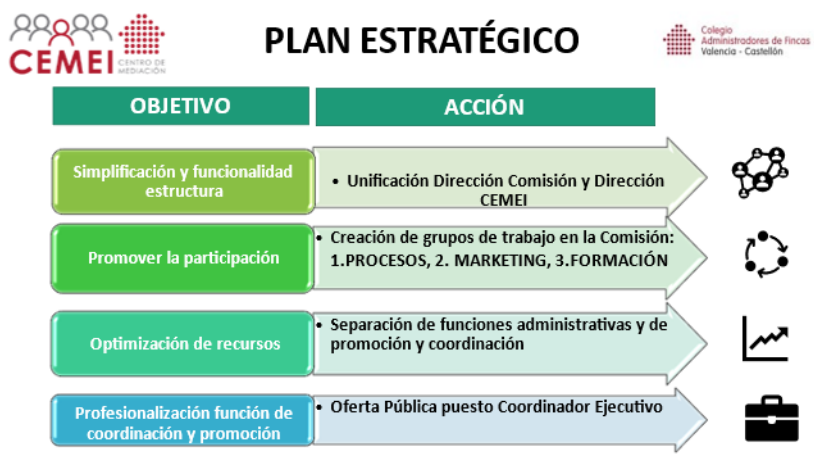 CEMEI CENTRO DE
MEDIACIÓN
PLAN ESTRATÉGICO
Colegio
Administradores de Fincas
Valencia - Castellón
OBJETIVO
ACCIÓN
Simplificación y funcionalidad
estructura
• Unificación Dirección Comisión y Dirección
CEMEI
Promover la participación
• Creación de grupos de trabajo en la Comisión:
1.PROCESOS, 2. MARKETING, 3.FORMACIÓN
Optimización de recursos
• Separación de funciones administrativas y de
promoción y coordinación
Profesionalización función de
coordinación y promoción
• Oferta Pública puesto Coordinador Ejecutivo